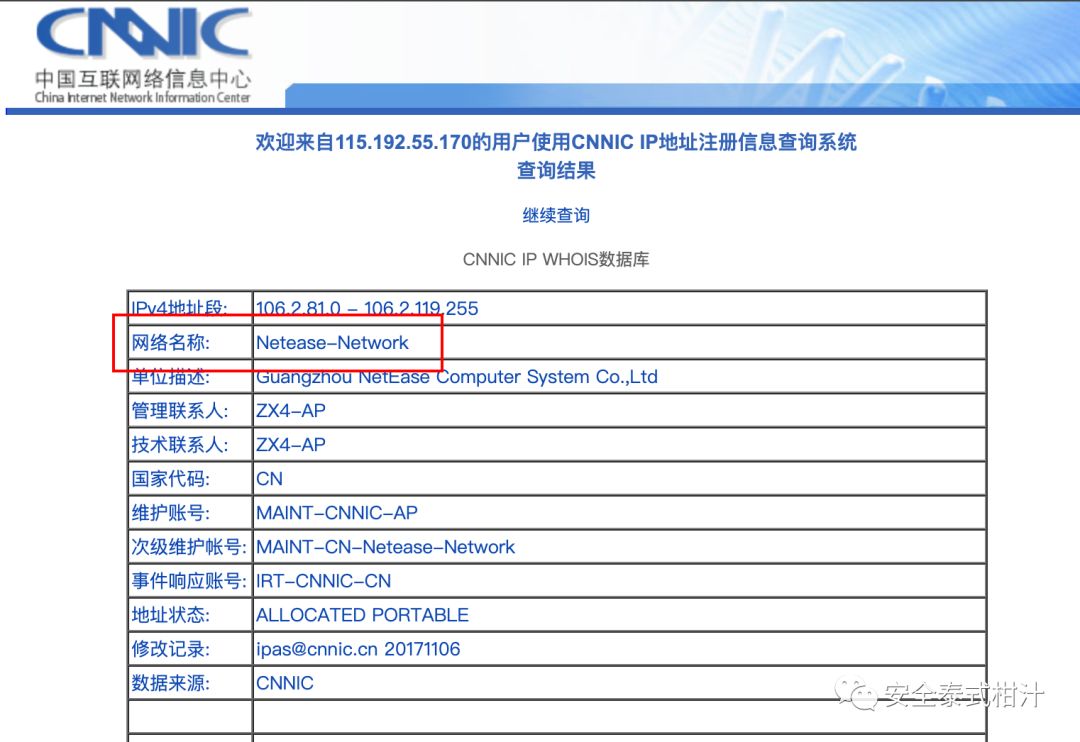 CNNIC
中国互联网络信息中心
China Internet Network Information Center
欢迎来自115.192.55.170的用户使用CNNIC IP地址注册信息查询系统
查询结果
继续查询
CNNIC IP WHOIS数据库
IPv4地址段: 106.2.81.0 – 106.2.119.255
网络名称: Netease–Network
单位描述: Guangzhou NetEase Computer System Co.,Ltd
管理联系人: ZX4–AP
技术联系人: ZX4–AP
国家代码: CN
维护账号: MAINT–CNNIC–AP
次级维护帐号: MAINT–CN–Netease–Network
事件响应账号: IRT–CNNIC–CN
地址状态: ALLOCATED PORTABLE
修改记录: ipas@cnnic.cn 20171106
数据来源: CNNIC
安全泰式柑汁